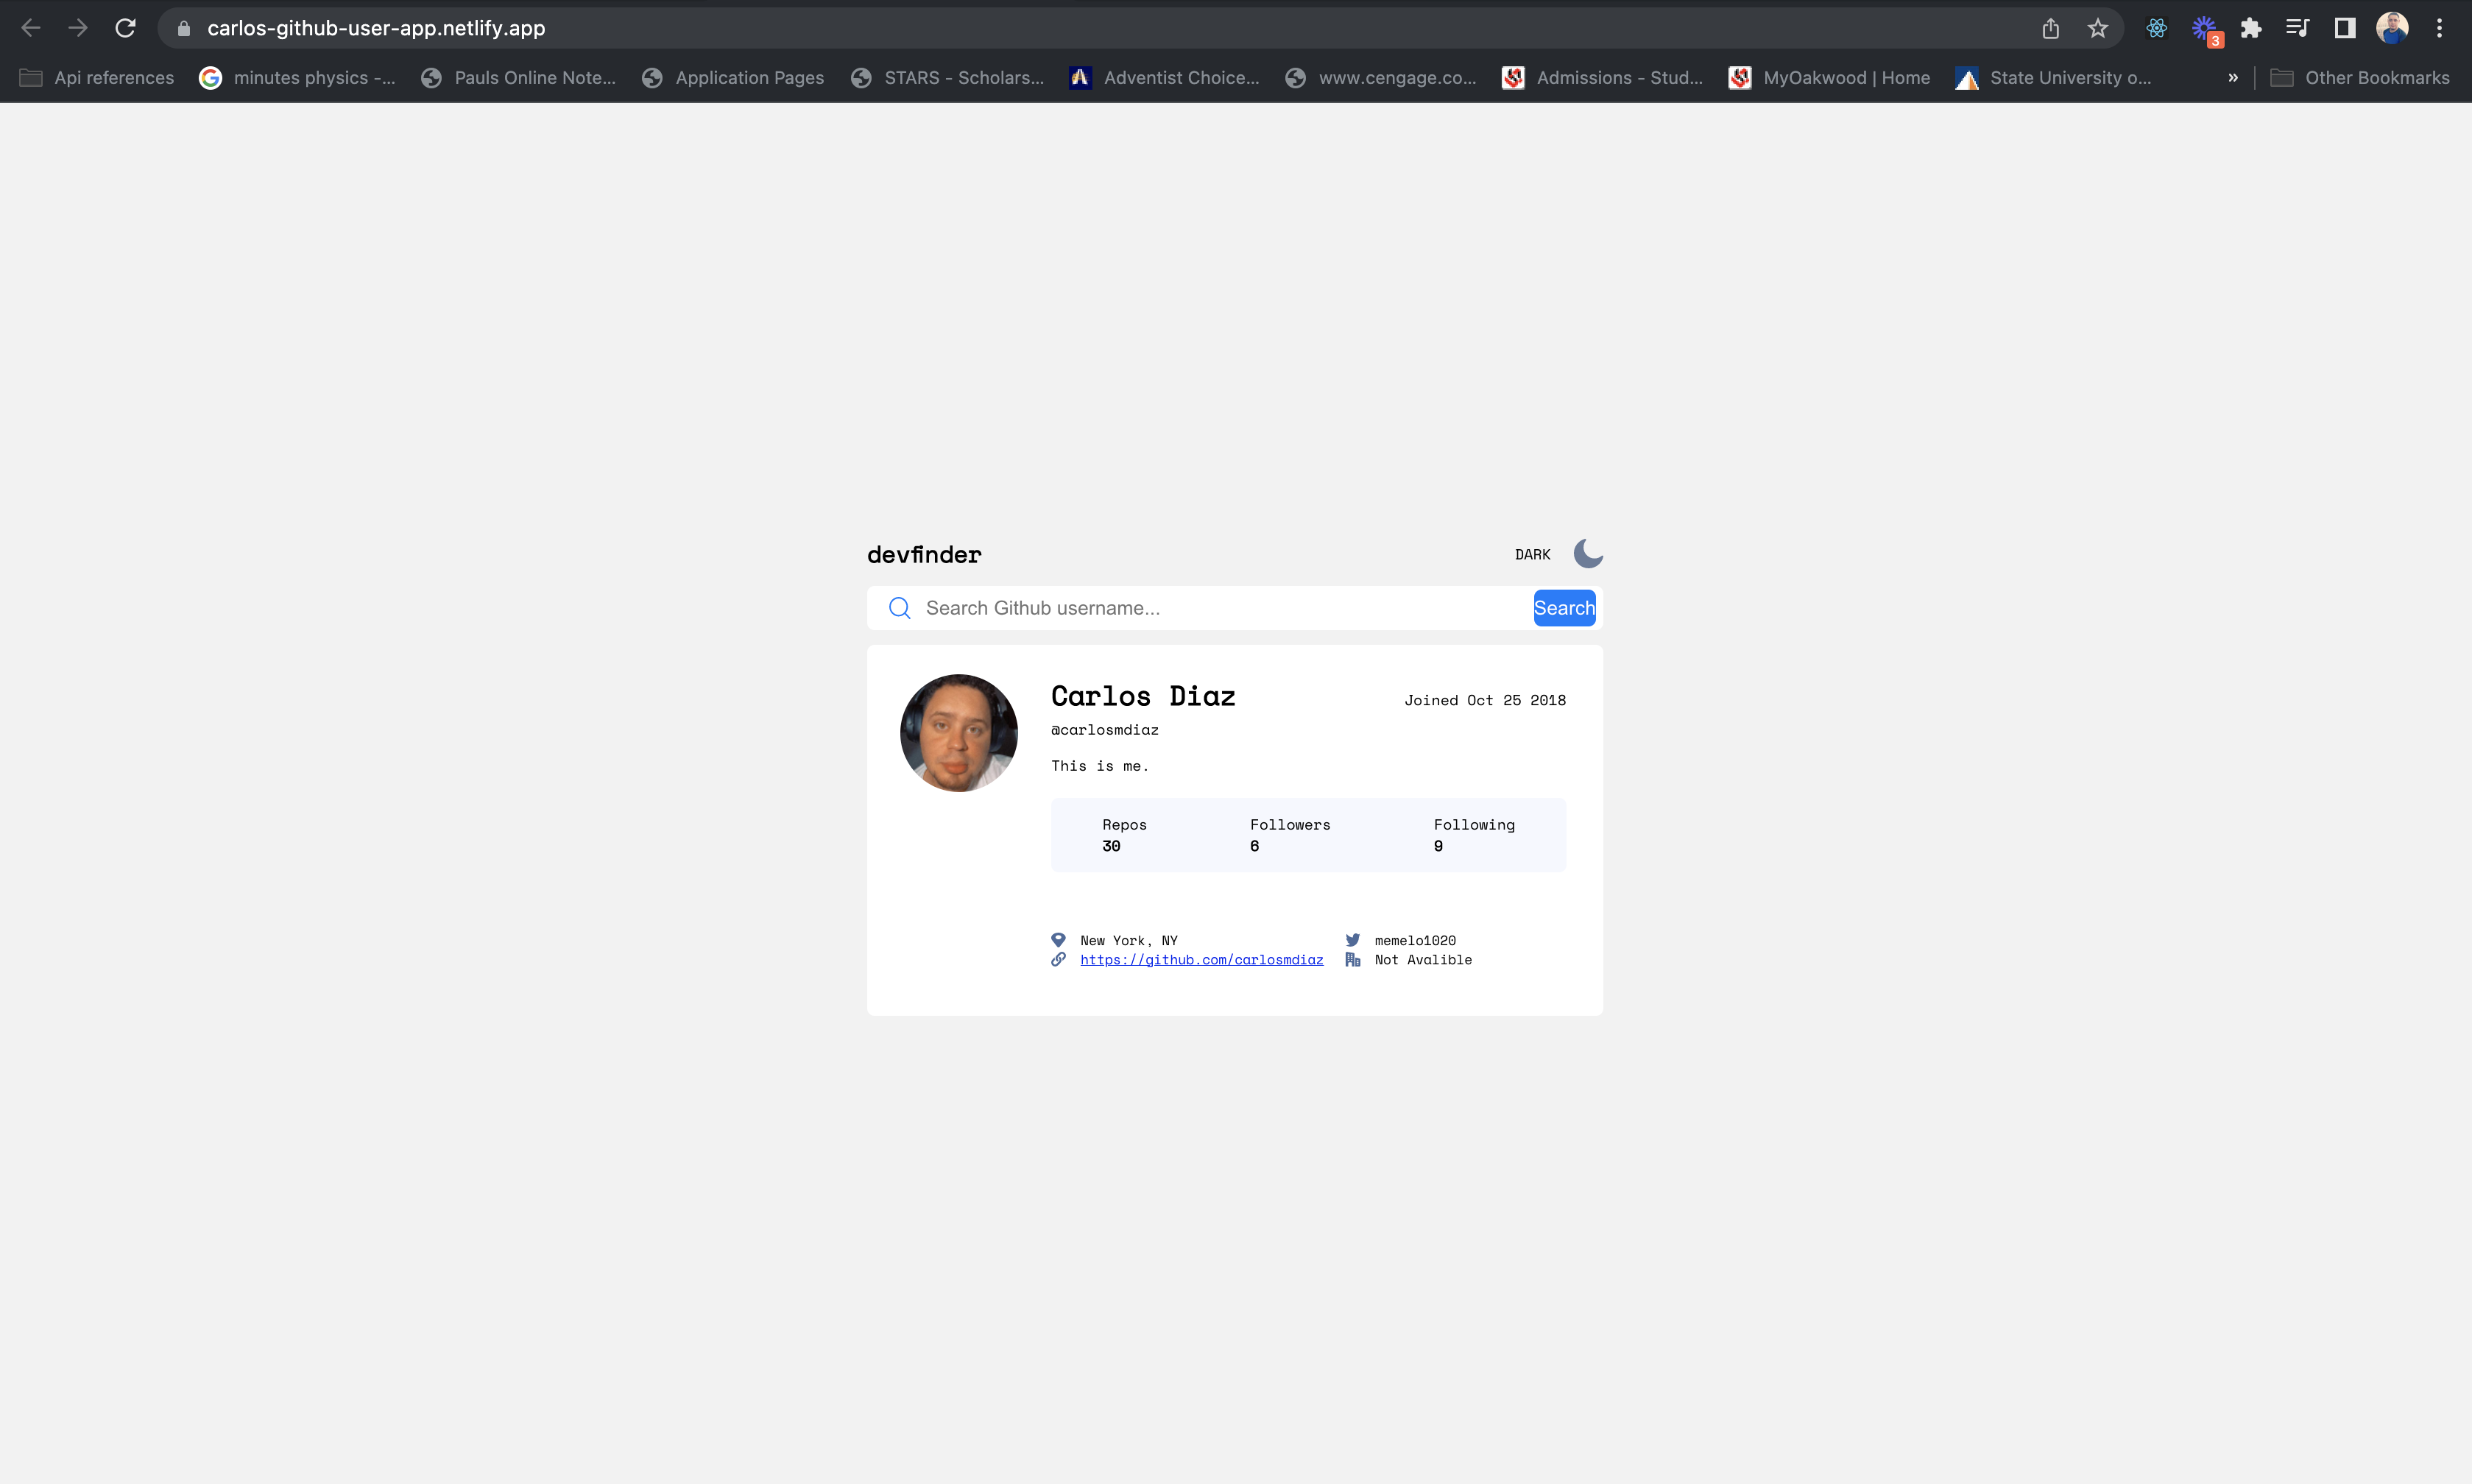 carlos-github-user-app.netlify.app
3
Api references
minutes physics -...
Pauls Online Note...
Application Pages
STARS - Scholars...
Adventist Choice...
www.cengage.co...
Admissions - Stud...
MyOakwood | Home
State University o...
»
Other Bookmarks
devfinder
DARK
Search Github username...
Search
Carlos Diaz
Joined Oct 25 2018
@carlosmdiaz
This is me.
Repos
Followers
Following
30
6
9
New York, NY
memelo1020
https://github.com/carlosmdiaz
Not Avalible